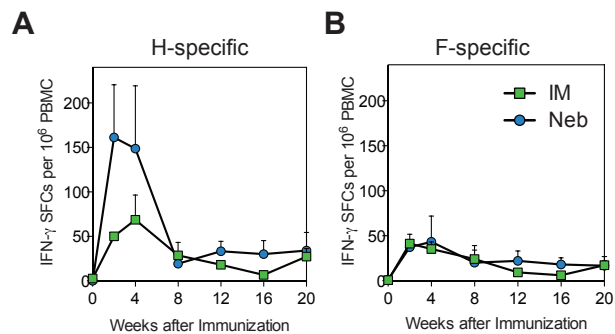 A
H-specific
IFN-γ SFCs per 10⁶ PBMC
200
150
100
50
0
0 4 8 12 16 20
Weeks after Immunization
B
F-specific
IFN-γ SFCs per 10⁶ PBMC
200
150
100
50
0
IM
Neb
0 4 8 12 16 20
Weeks after Immunization